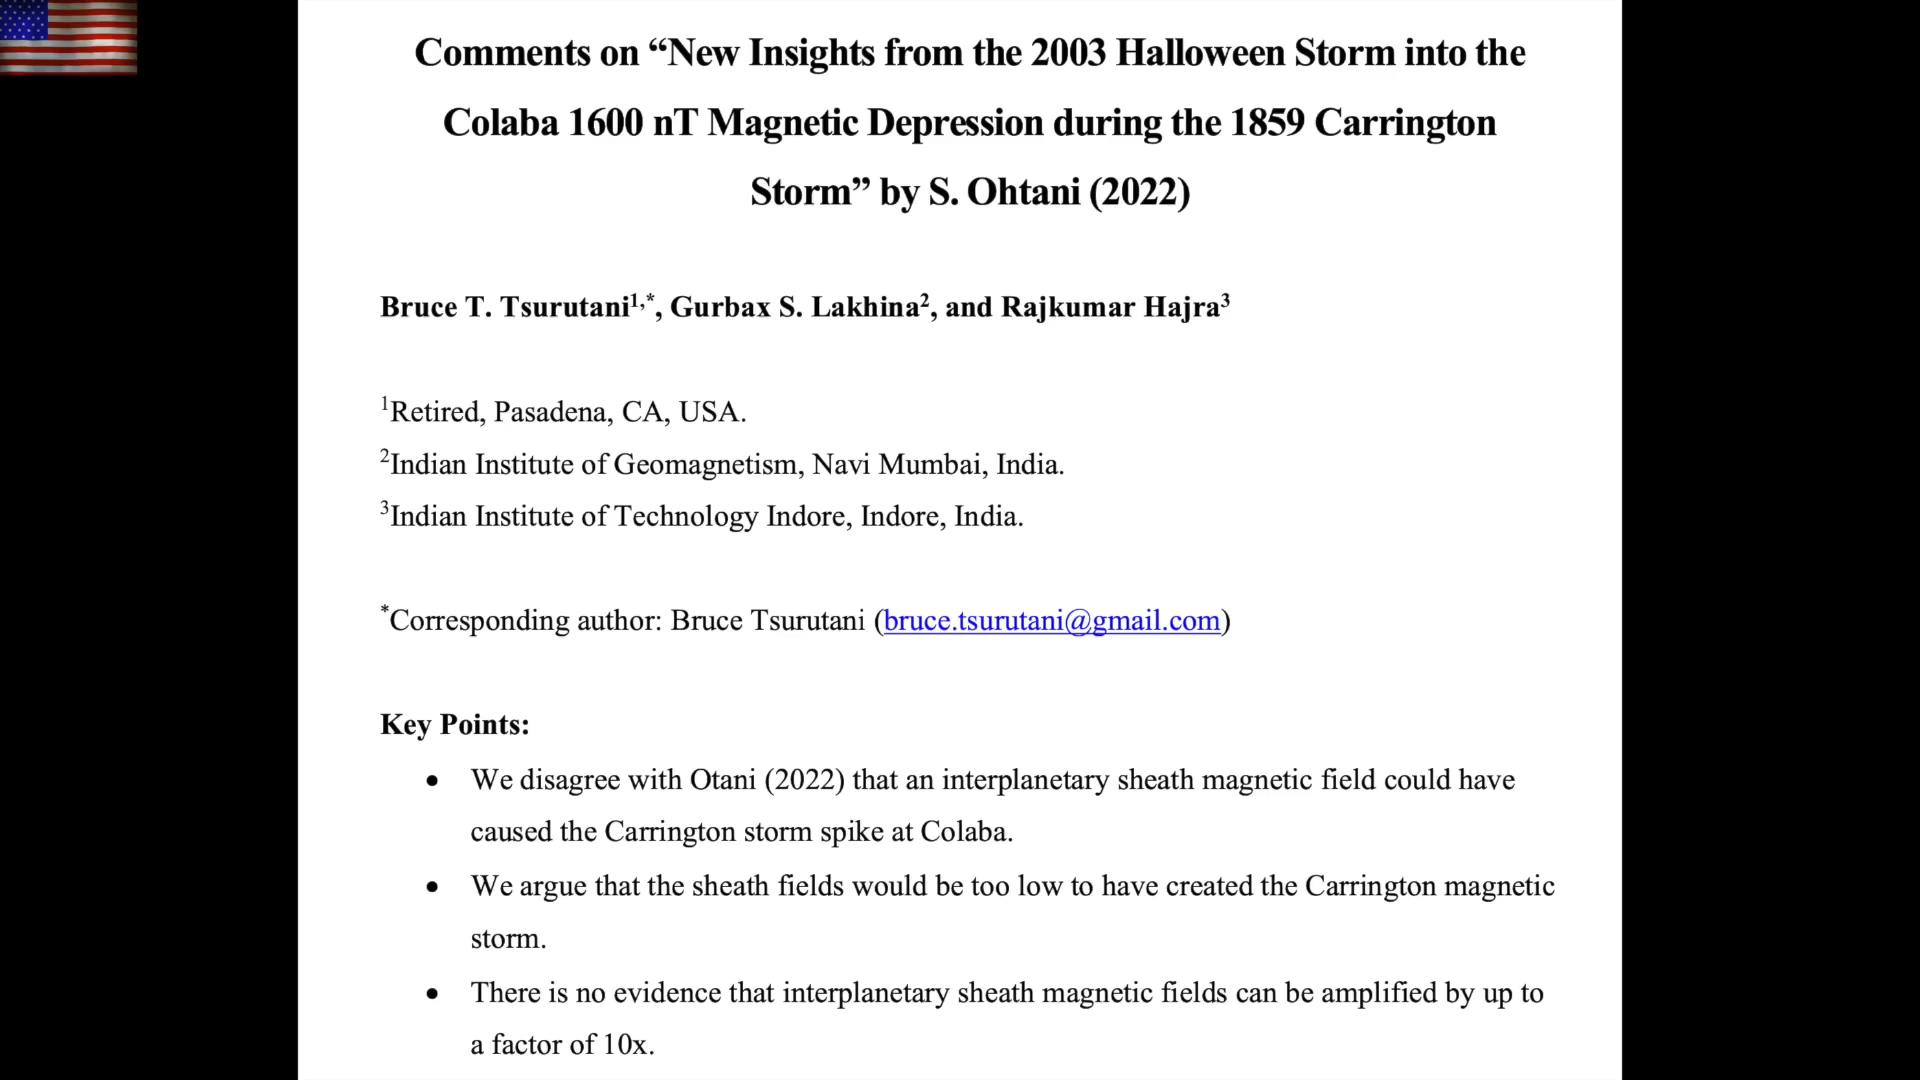 Comments on “New Insights from the 2003 Halloween Storm into the
Colaba 1600 nT Magnetic Depression during the 1859 Carrington
Storm” by S. Ohtani (2022)
Bruce T. Tsurutani1,*, Gurbax S. Lakhina2, and Rajkumar Hajra3
1Retired, Pasadena, CA, USA.
2Indian Institute of Geomagnetism, Navi Mumbai, India.
3Indian Institute of Technology Indore, Indore, India.
*Corresponding author: Bruce Tsurutani (bruce.tsurutani@gmail.com)
Key Points:
• We disagree with Otani (2022) that an interplanetary sheath magnetic field could have
caused the Carrington storm spike at Colaba.
• We argue that the sheath fields would be too low to have created the Carrington magnetic
storm.
• There is no evidence that interplanetary sheath magnetic fields can be amplified by up to
a factor of 10x.